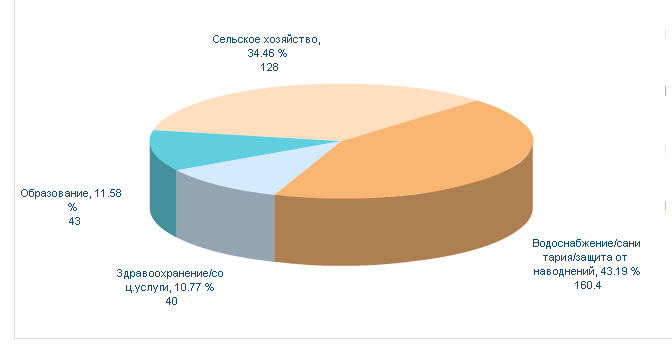 Сельское хозяйство,
34.46 %
128
Образование, 11.58
%
43
Здравоохранение/со
ц.услуги, 10.77 %
40
Водоснабжение/сани
тария/защита от
наводнений, 43.19 %
160.4